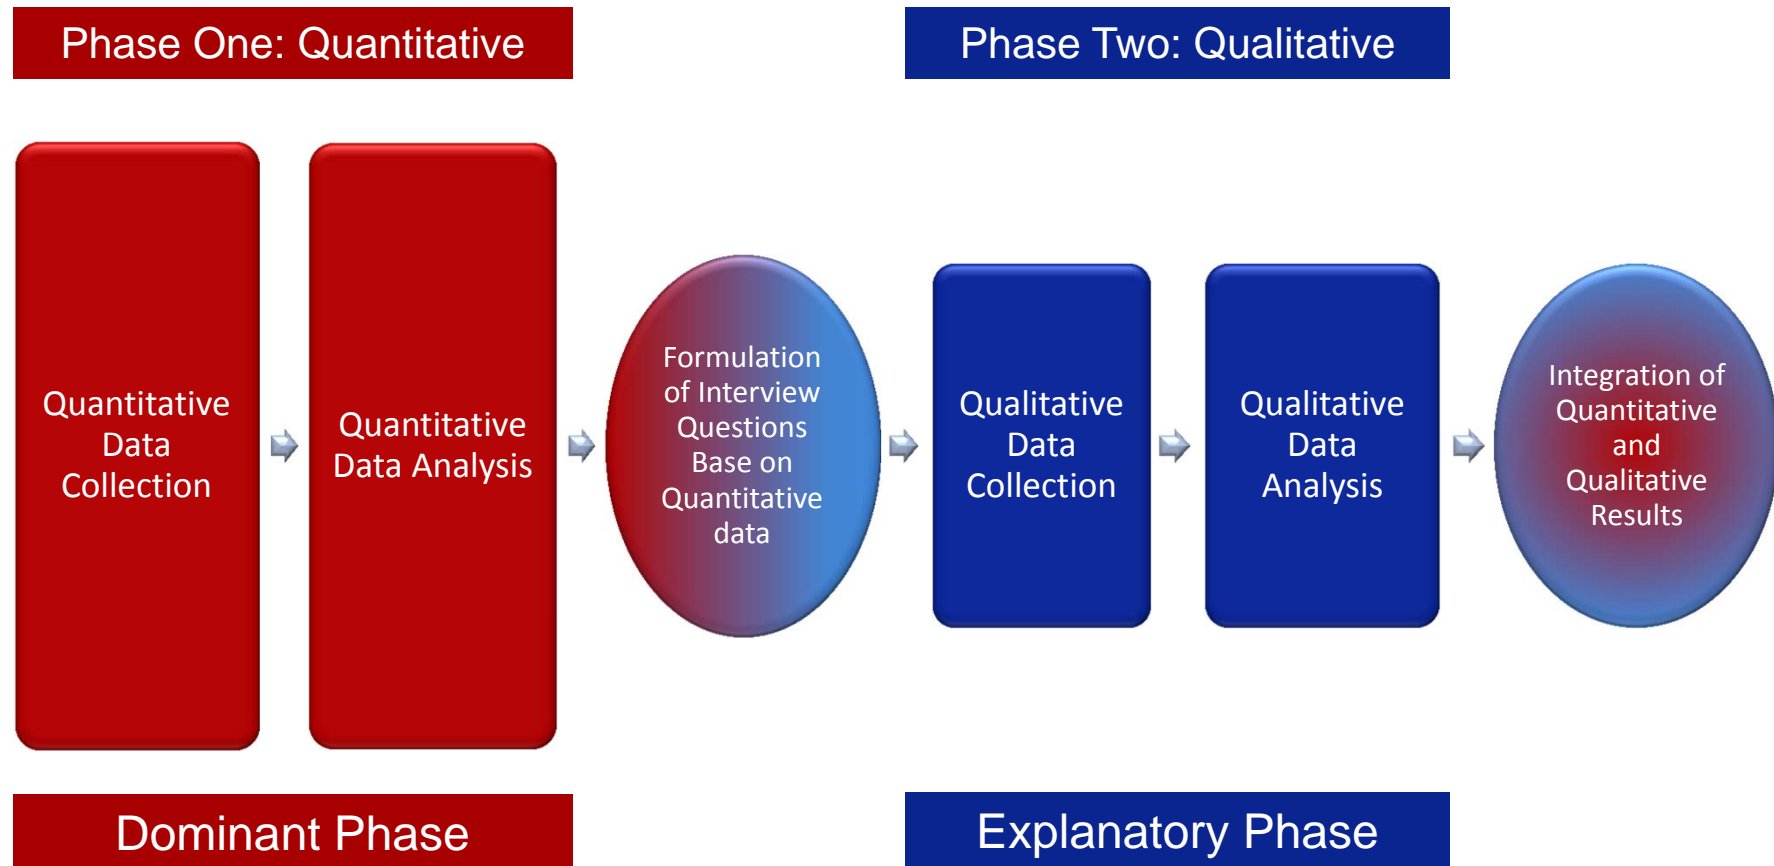 Phase One: Quantitative
Phase Two: Qualitative
Quantitative
Data
Collection
Quantitative
Data Analysis
Formulation
of Interview
Questions
Base on
Quantitative
data
Qualitative
Data
Collection
Qualitative
Data
Analysis
Integration of
Quantitative
and
Qualitative
Results
Dominant Phase
Explanatory Phase